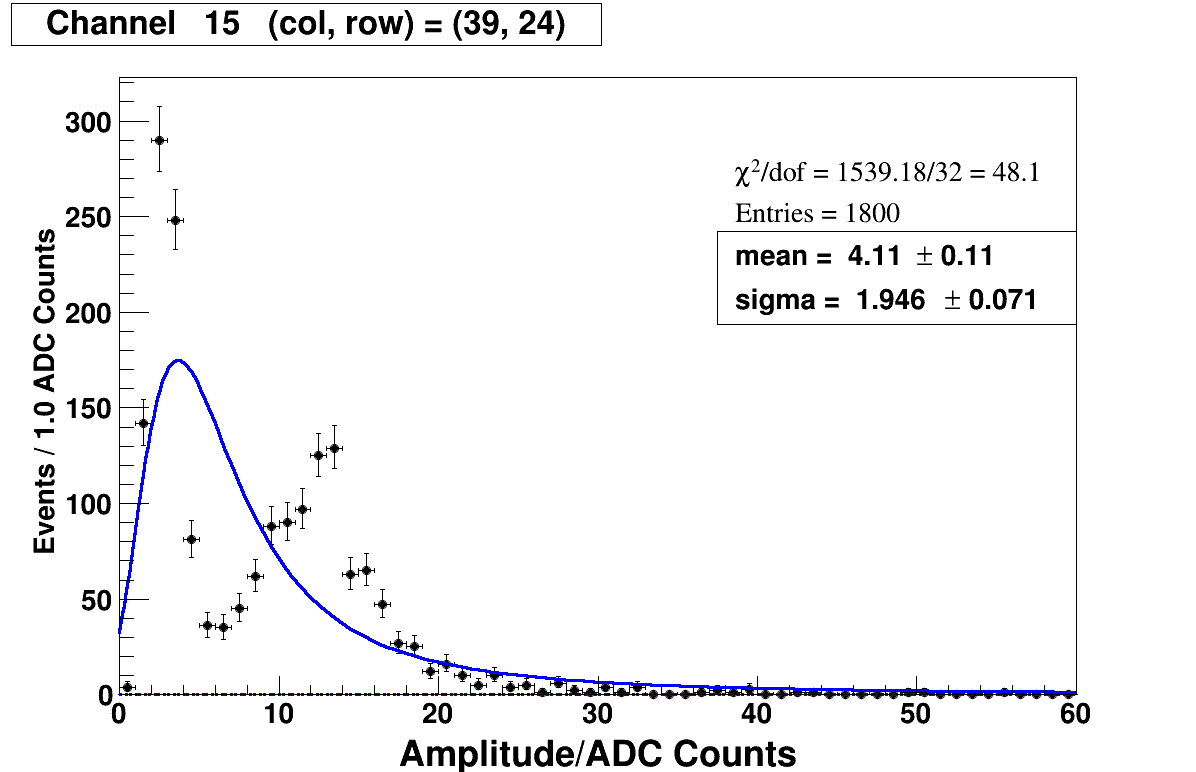 Channel 15 (col, row) = (39, 24)
300
250
200
150
100
50
0
Events / 1.0 ADC Counts
χ²/dof = 1539.18/32 = 48.1
Entries = 1800
mean = 4.11 ± 0.11
sigma = 1.946 ± 0.071
0 10 20 30 40 50 60
Amplitude/ADC Counts